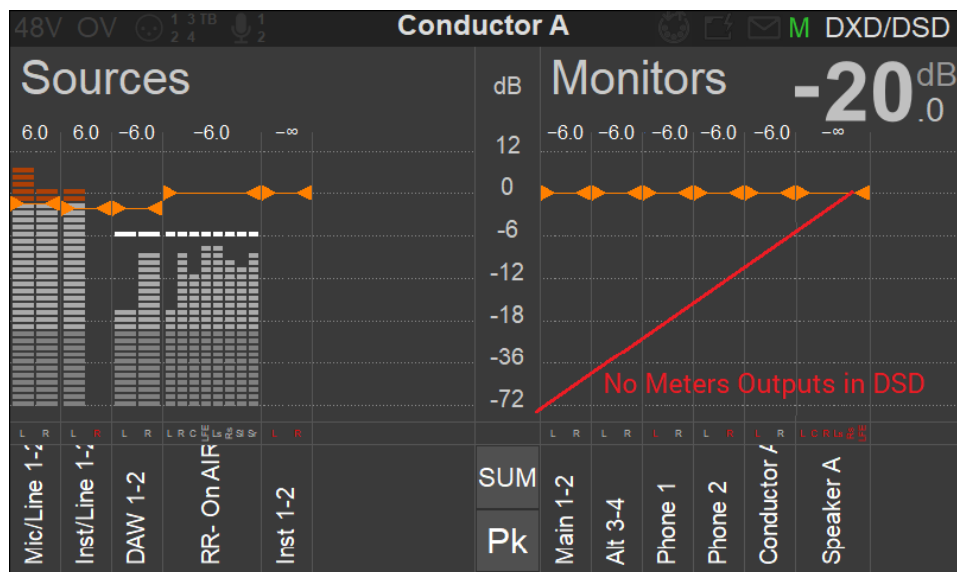 48V OV 1 3 TB 2 4 1 2 Conductor A M DXD/DSD
Sources dB Monitors -20.0 dB
6.0 6.0 -6.0 -6.0 -∞ -6.0 -6.0 -6.0 -6.0 -6.0 -∞
12
0
-6
-12
-18
-36
No Meters Outputs in DSD
-72
L R L R L R L R C LFE Ls Rs Sl Sr L R L R L R L R L R L R L C R Ls Rs LFE
Mic/Line 1-2
Inst/Line 1-2
DAW 1-2
RR- On AIR
Inst 1-2
SUM
Pk
Main 1-2
Alt 3-4
Phone 1
Phone 2
Conductor A
Speaker A